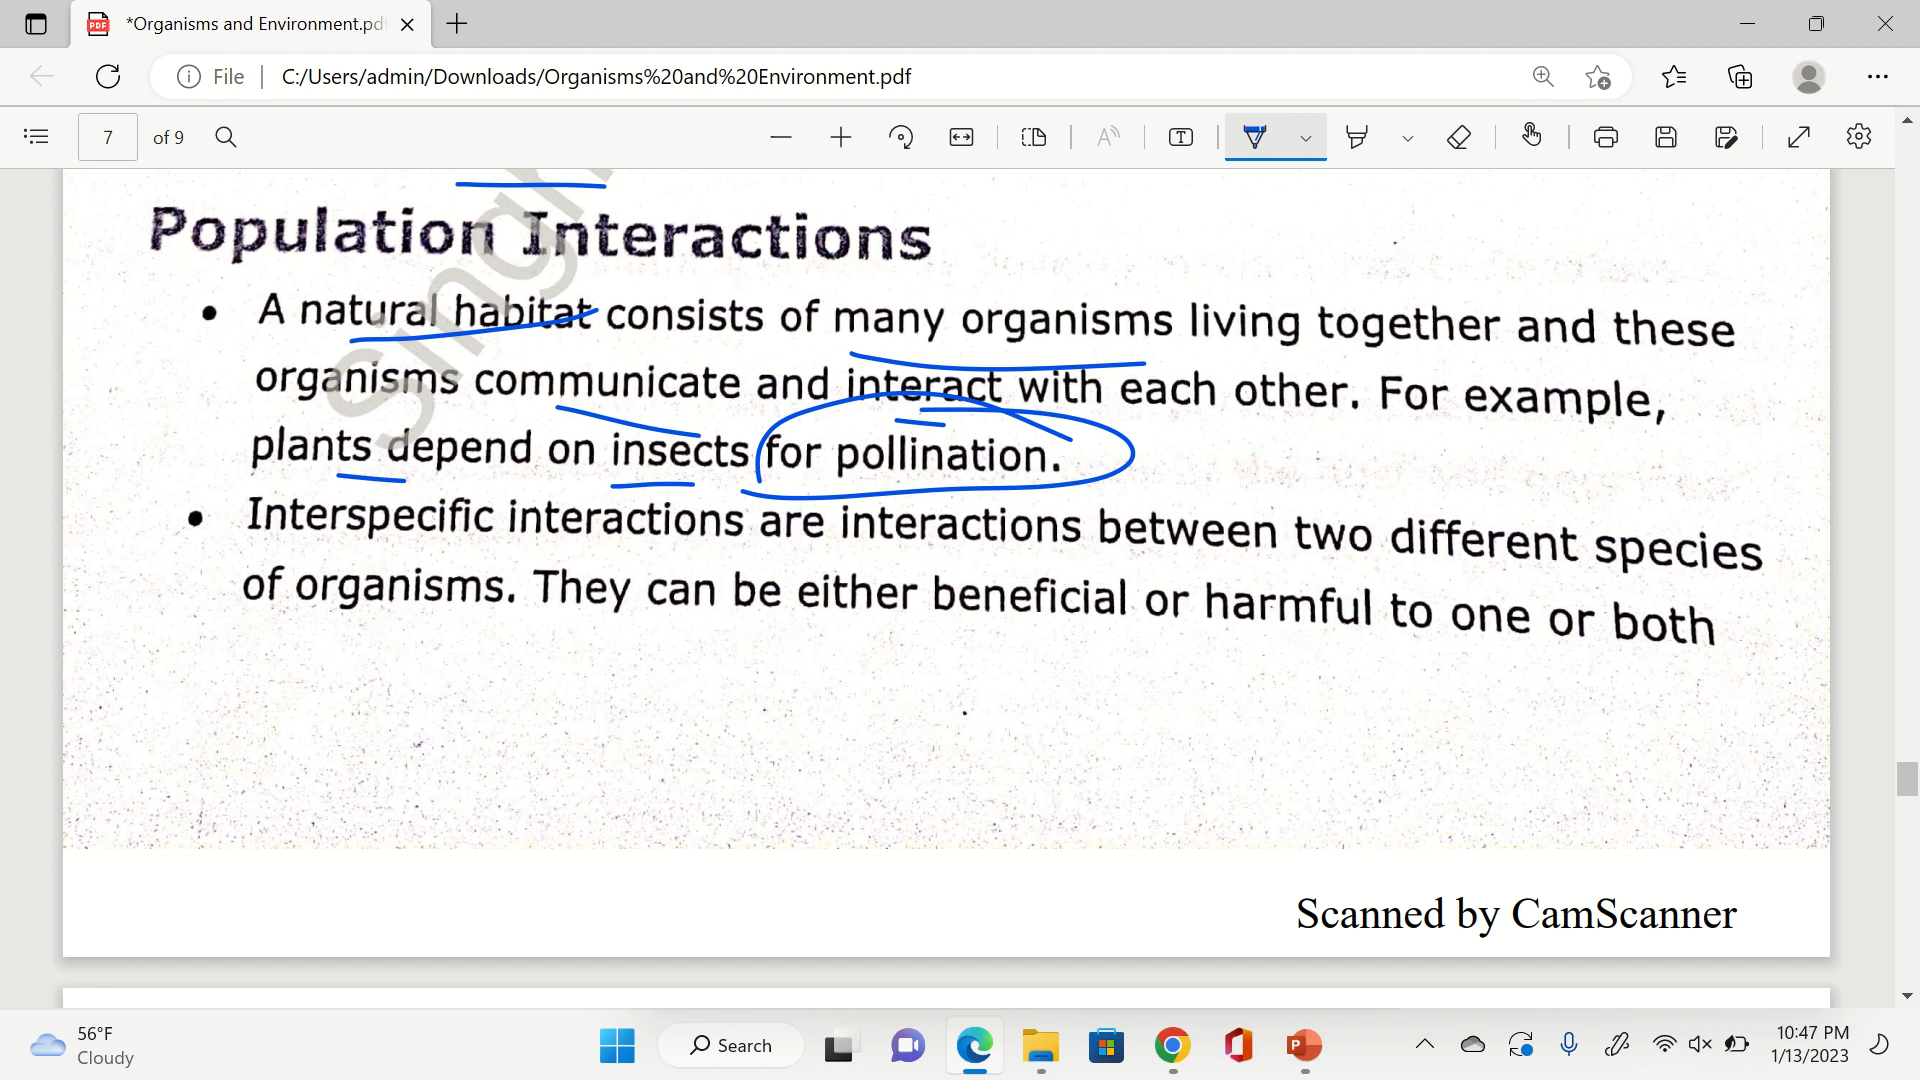 *Organisms and Environment.pdf
File
C:/Users/admin/Downloads/Organisms%20and%20Environment.pdf
7 of 9
Population Interactions
• A natural habitat consists of many organisms living together and these
organisms communicate and interact with each other. For example,
plants depend on insects for pollination.
• Interspecific interactions are interactions between two different species
of organisms. They can be either beneficial or harmful to one or both
Singh
Scanned by CamScanner
56°F
Cloudy
Search
10:47 PM
1/13/2023